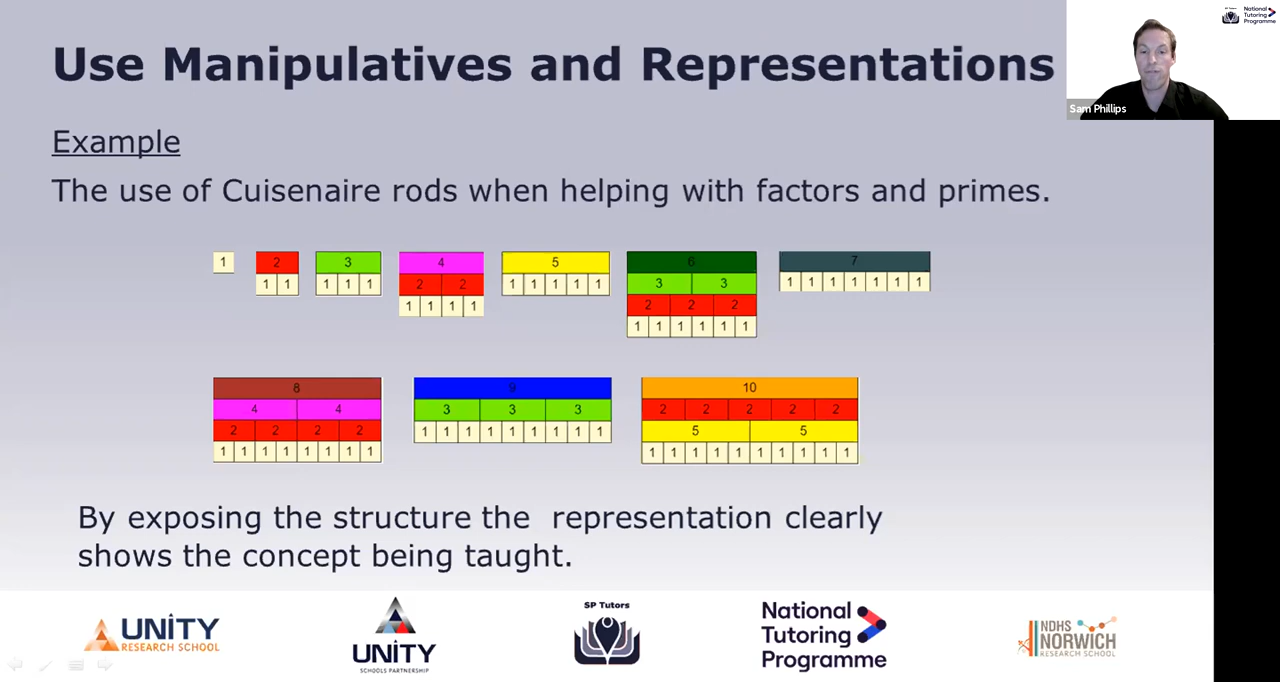 Use Manipulatives and Representations
National
Tutoring
Programme
Sam Phillips
Example
The use of Cuisenaire rods when helping with factors and primes.
1 2 3 4 5 6 7
1 1 1 1 1 2 2 1 1 1 1 1 3 3 1 1 1 1 1 1 1
1 1 1 1 2 2 2
1 1 1 1 1 1
8 9 10
4 4 3 3 3 2 2 2 2 2
2 2 2 2 1 1 1 1 1 1 1 1 1 5 5
1 1 1 1 1 1 1 1 1 1 1 1 1 1 1 1 1 1
By exposing the structure the representation clearly
shows the concept being taught.
UNiTY
RESEARCH SCHOOL
UNiTY
SCHOOLS PARTNERSHIP
SP Tutors
National
Tutoring
Programme
NDHS
NORWICH
RESEARCH SCHOOL